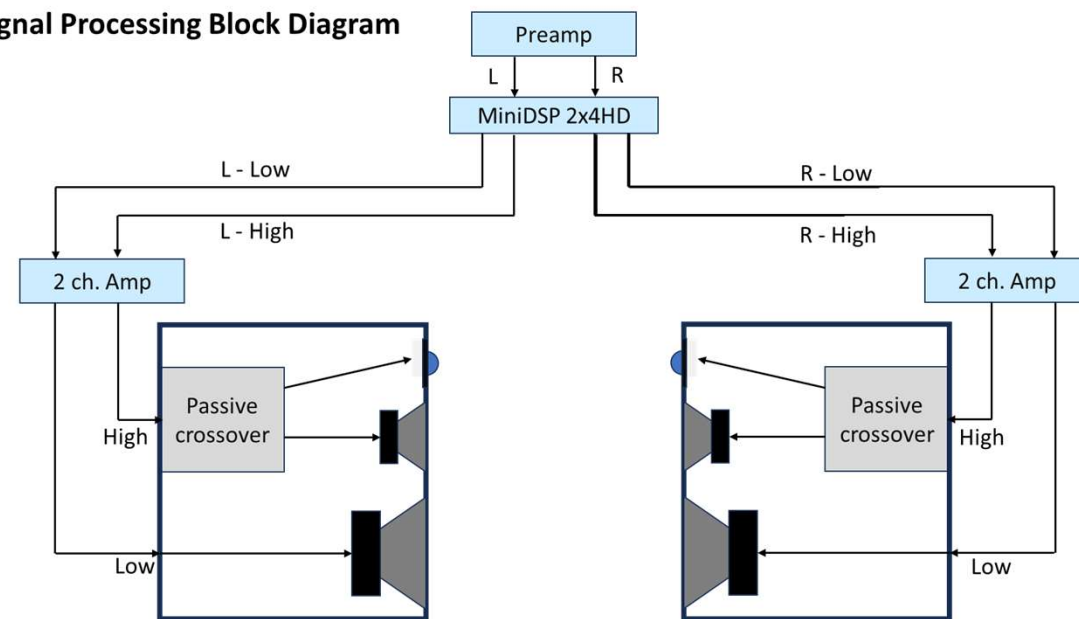 gnal Processing Block Diagram
Preamp
L
R
MiniDSP 2x4HD
L - Low
R - Low
L - High
R - High
2 ch. Amp
2 ch. Amp
Passive
crossover
Passive
crossover
High
High
Low
Low